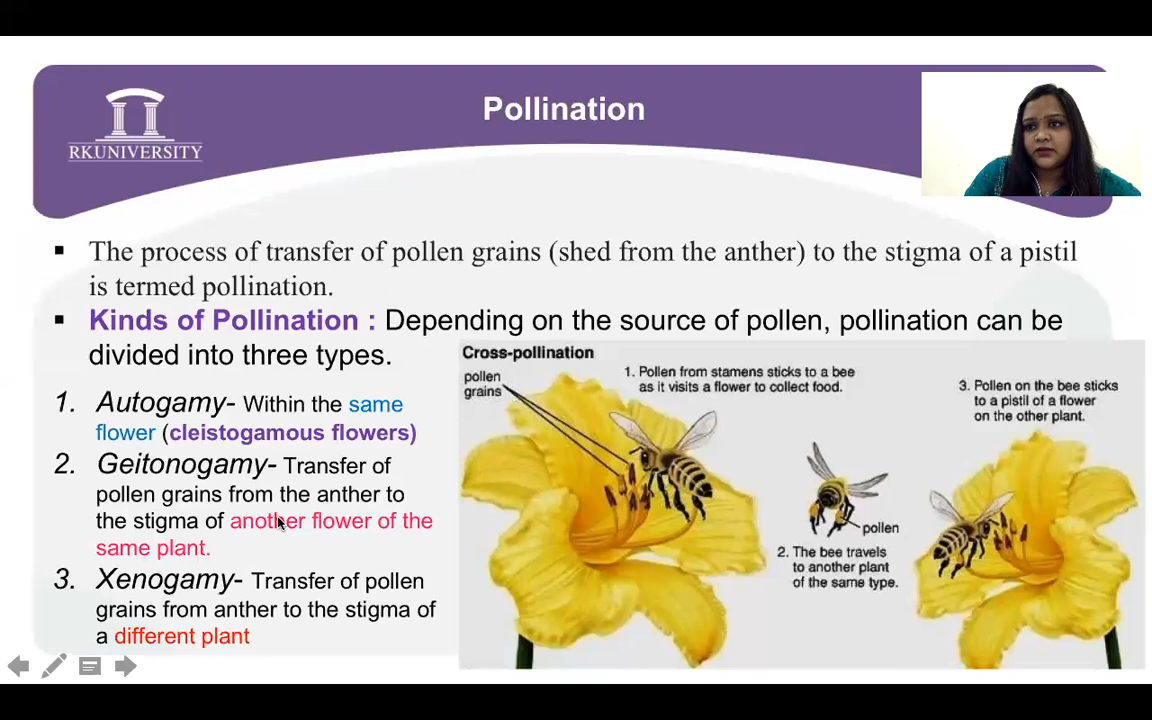 Pollination
RKUNIVERSITY
▪ The process of transfer of pollen grains (shed from the anther) to the stigma of a pistil
is termed pollination.
▪ Kinds of Pollination : Depending on the source of pollen, pollination can be
divided into three types.
1. Autogamy- Within the same
flower (cleistogamous flowers)
2. Geitonogamy- Transfer of
pollen grains from the anther to
the stigma of another flower of the
same plant.
3. Xenogamy- Transfer of pollen
grains from anther to the stigma of
a different plant
Cross-pollination
pollen
grains
1. Pollen from stamens sticks to a bee
as it visits a flower to collect food.
pollen
2. The bee travels
to another plant
of the same type.
3. Pollen on the bee sticks
to a pistil of a flower
on the other plant.